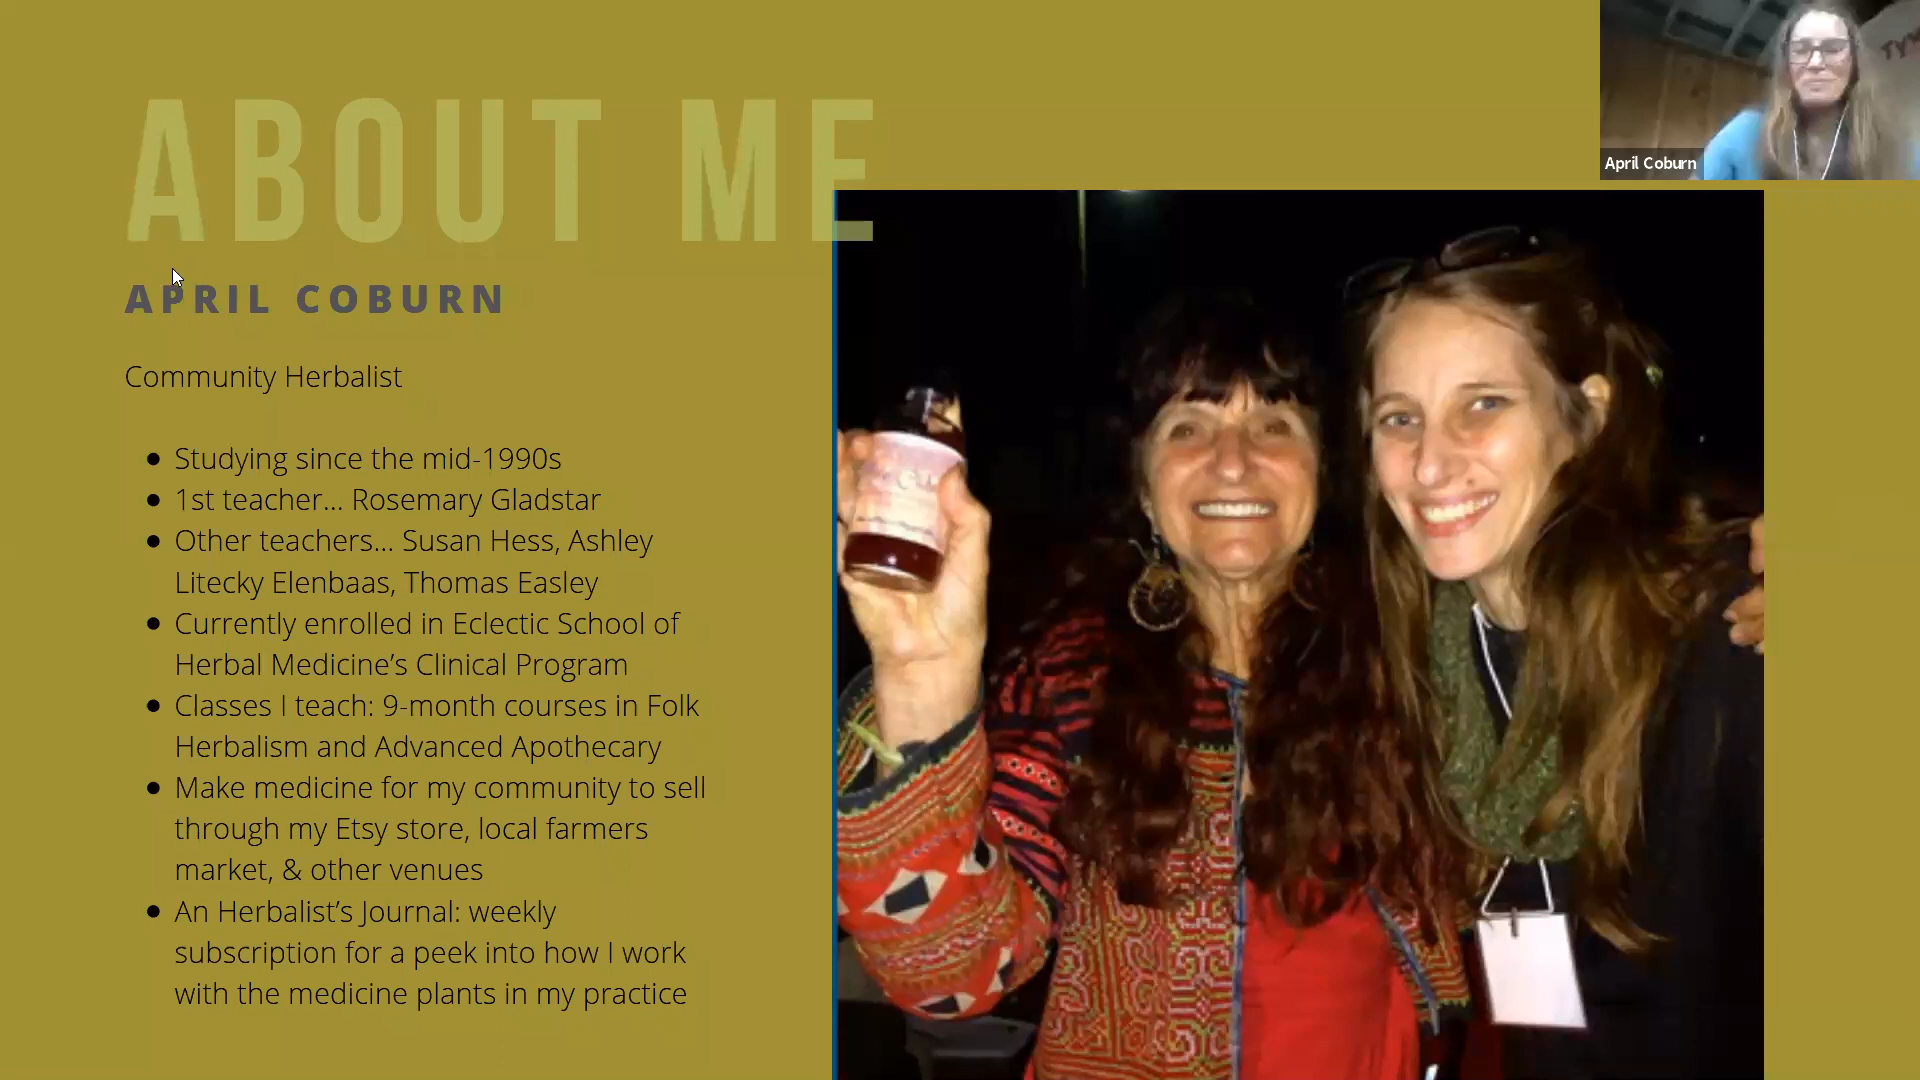 ABOUT ME
April Coburn
APRIL COBURN
Community Herbalist
• Studying since the mid-1990s
• 1st teacher... Rosemary Gladstar
• Other teachers... Susan Hess, Ashley
Litecky Elenbaas, Thomas Easley
• Currently enrolled in Eclectic School of
Herbal Medicine’s Clinical Program
• Classes I teach: 9-month courses in Folk
Herbalism and Advanced Apothecary
• Make medicine for my community to sell
through my Etsy store, local farmers
market, & other venues
• An Herbalist’s Journal: weekly
subscription for a peek into how I work
with the medicine plants in my practice